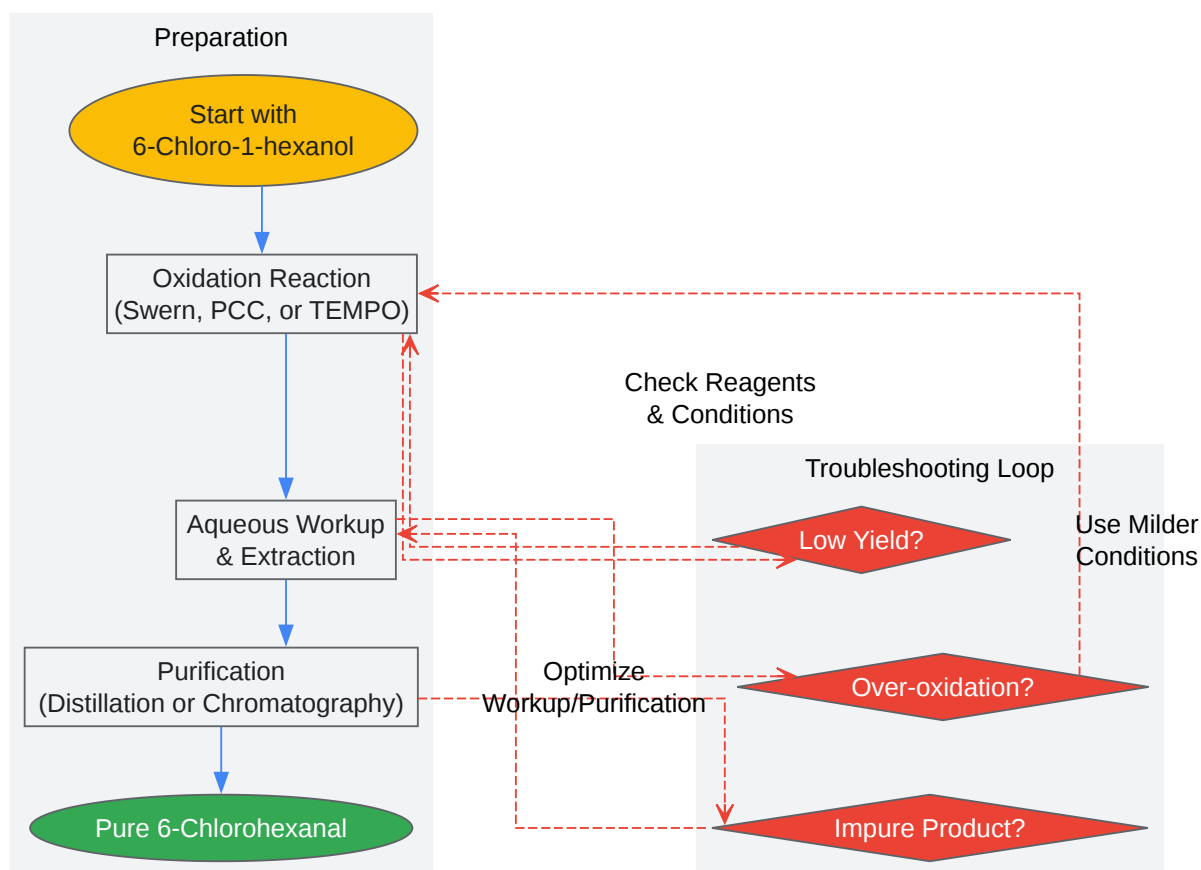 Preparation
Start with
6-Chloro-1-hexanol
Oxidation Reaction
(Swern, PCC, or TEMPO)
Check Reagents
& Conditions
Troubleshooting Loop
Aqueous Workup
& Extraction
Low Yield?
Use Milder
Conditions
Purification
(Distillation or Chromatography)
Optimize
Workup/Purification
Over-oxidation?
Pure 6-Chlorohexanal
Impure Product?